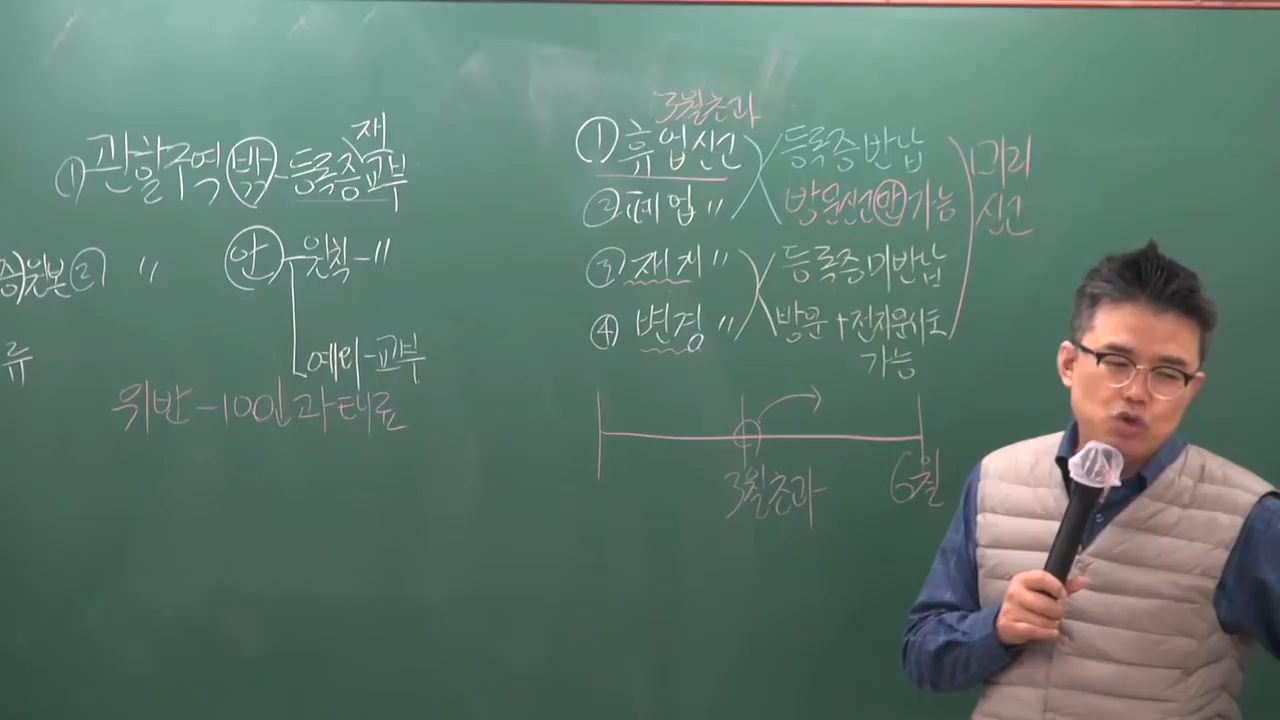 ① 관할구역 밖 - 등록증 재교부
증)원본 ② 〃 안 - 원칙 - 〃
예외 - 교부
류
위반 - 100만 과태료
3월초과
① 휴업신고 등록증반납
② 폐업 〃 방문신고만 가능
미리
신고
③ 재개 〃 등록증미반납
④ 변경 〃 방문 + 전자문서도
가능
3월초과 6월